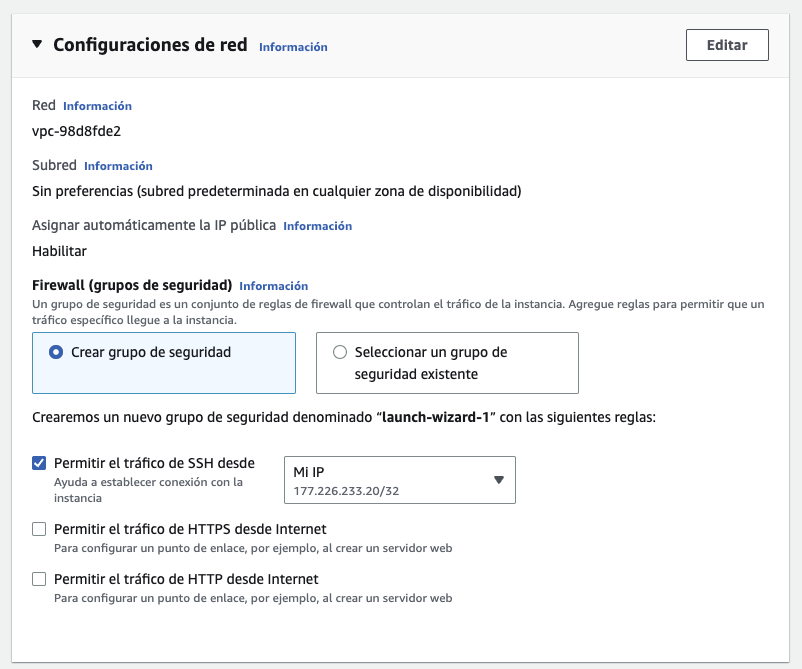 Configuraciones de red Información
Editar
Red Información
vpc-98d8fde2
Subred Información
Sin preferencias (subred predeterminada en cualquier zona de disponibilidad)
Asignar automáticamente la IP pública Información
Habilitar
Firewall (grupos de seguridad) Información
Un grupo de seguridad es un conjunto de reglas de firewall que controlan el tráfico de la instancia. Agregue reglas para permitir que un
tráfico específico llegue a la instancia.
Crear grupo de seguridad
Seleccionar un grupo de
seguridad existente
Crearemos un nuevo grupo de seguridad denominado “launch-wizard-1” con las siguientes reglas:
Permitir el tráfico de SSH desde
Ayuda a establecer conexión con la
instancia
Mi IP
177.226.233.20/32
Permitir el tráfico de HTTPS desde Internet
Para configurar un punto de enlace, por ejemplo, al crear un servidor web
Permitir el tráfico de HTTP desde Internet
Para configurar un punto de enlace, por ejemplo, al crear un servidor web